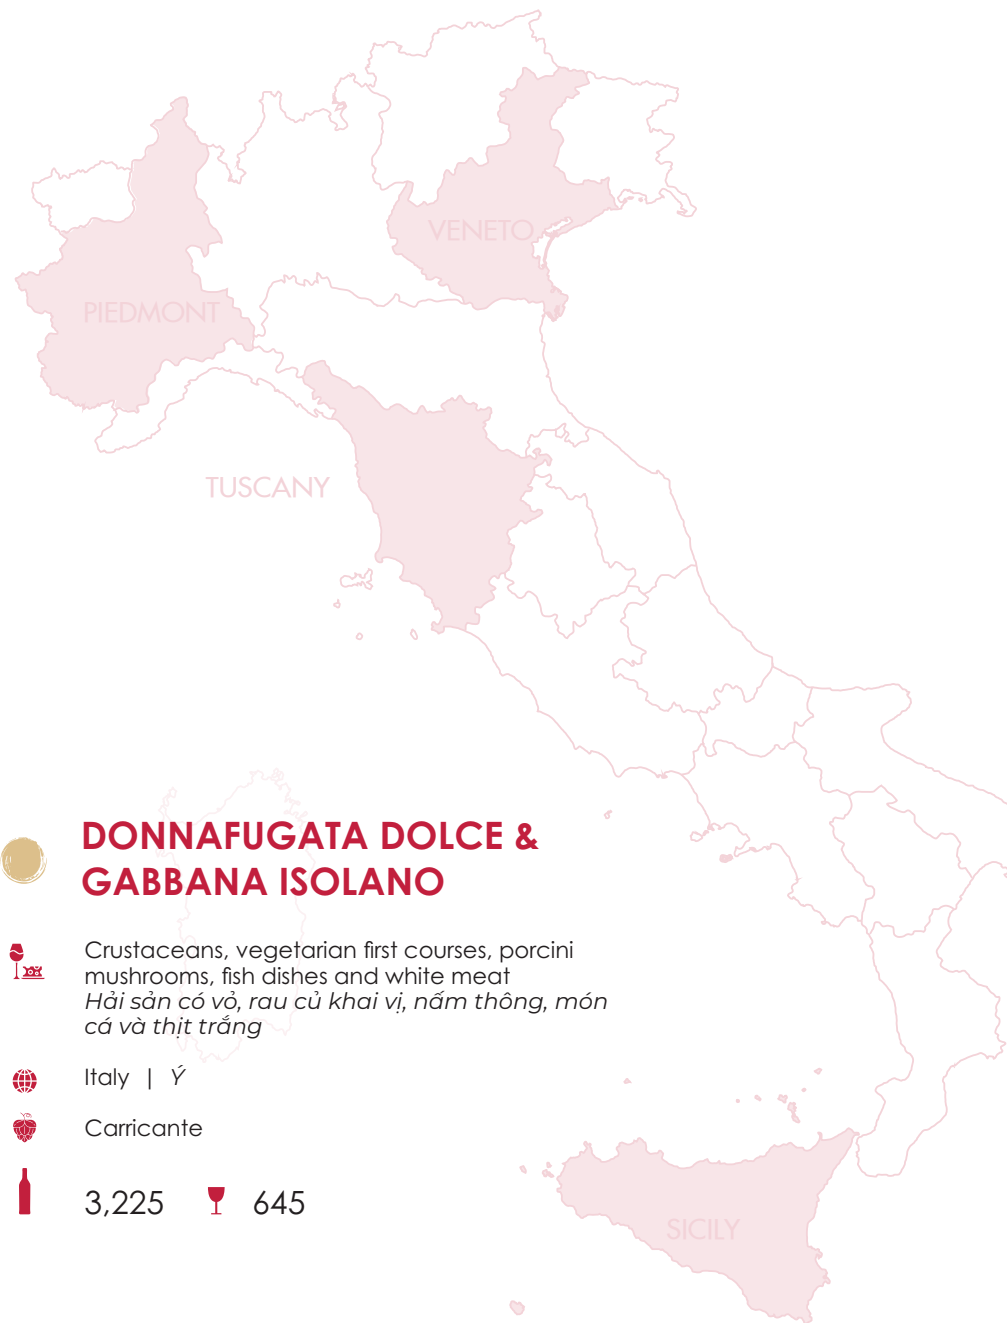 VENETO
PIEDMONT
TUSCANY
DONNAFUGATA DOLCE &
GABBANA ISOLANO
Crustaceans, vegetarian first courses, porcini
mushrooms, fish dishes and white meat
Hải sản có vỏ, rau củ khai vị, nấm thông, món
cá và thịt trắng
Italy | Ý
Carricante
3,225 645
SICILY